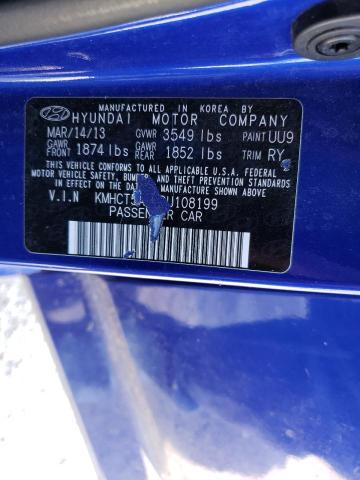 MANUFACTURED IN KOREA BY
HYUNDAI MOTOR COMPANY
MAR/14/13 GVWR 3549 lbs PAINT UU9
GAWR FRONT 1874 lbs GAWR REAR 1852 lbs TRIM RY
THIS VEHICLE CONFORMS TO ALL APPLICABLE U.S.A. FEDERAL
MOTOR VEHICLE SAFETY, BUMPER, AND THEFT PREVENTION
STANDARDS IN EFFECT ON THE DATE OF
MANUFACTURE SHOWN ABOVE.
V.I.N KMHCT U108199
PASSENGER CAR